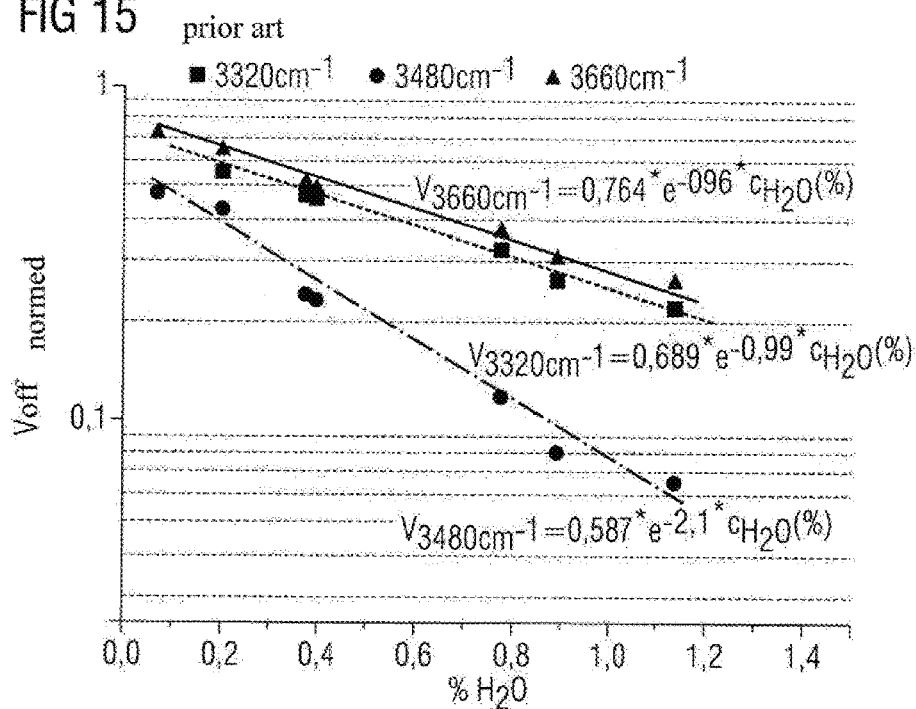 FIG 15
prior art
■ 3320cm⁻¹ ● 3480cm⁻¹ ▲ 3660cm⁻¹
1
V3660cm-1=0,764*e-096*cH2O(%)
Voff normed
V3320cm-1=0,689*e-0,99*cH2O(%)
0,1
V3480cm-1=0,587*e-2,1*cH2O(%)
0,0 0,2 0,4 0,6 0,8 1,0 1,2 1,4
% H2O